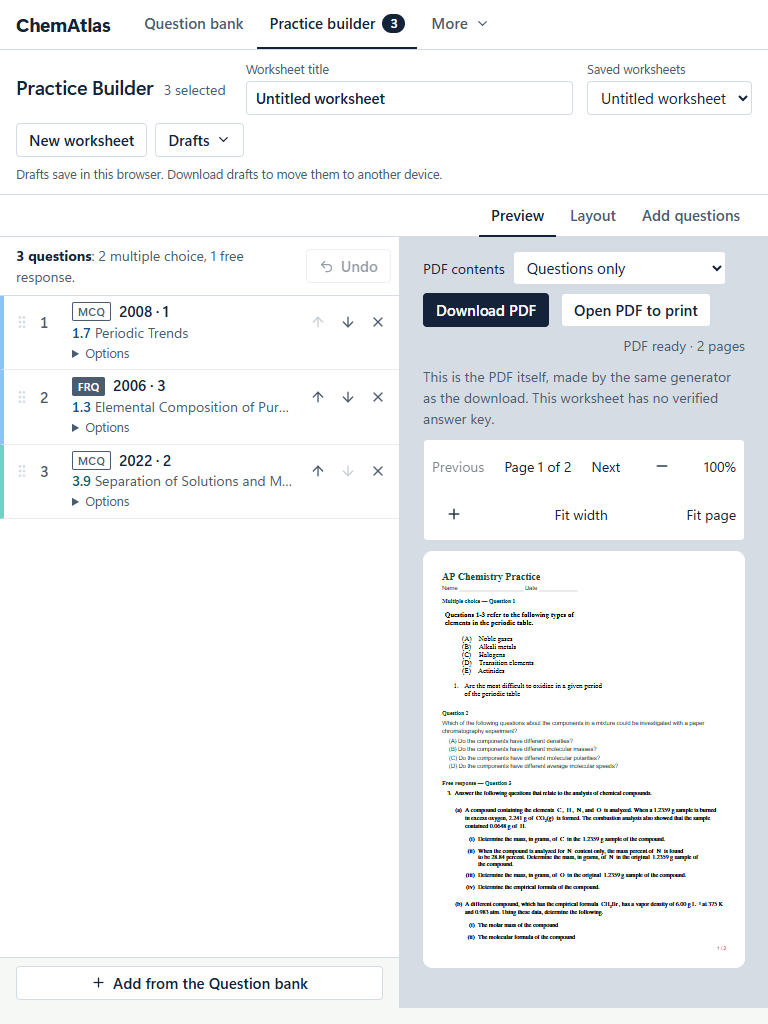 ChemAtlas
Question bank
Practice builder 3
More
Practice Builder 3 selected
Worksheet title
Untitled worksheet
Saved worksheets
Untitled worksheet
New worksheet
Drafts
Drafts save in this browser. Download drafts to move them to another device.
Preview
Layout
Add questions
3 questions: 2 multiple choice, 1 free
response.
Undo
1
MCQ 2008 · 1
1.7 Periodic Trends
Options
2
FRQ 2006 · 3
1.3 Elemental Composition of Pur...
Options
3
MCQ 2022 · 2
3.9 Separation of Solutions and M...
Options
Add from the Question bank
PDF contents
Questions only
Download PDF
Open PDF to print
PDF ready · 2 pages
This is the PDF itself, made by the same generator
as the download. This worksheet has no verified
answer key.
Previous
Page 1 of 2
Next
100%
Fit width
Fit page
AP Chemistry Practice
Name Date
Multiple choice — Question 1
Questions 1-3 refer to the following types of
elements in the periodic table.
(A) Noble gases
(B) Alkali metals
(C) Halogens
(D) Transition elements
(E) Actinides
1. Are the most difficult to oxidize in a given period
of the periodic table
Question 2
Which of the following questions about the components in a mixture could be investigated with a paper
chromatography experiment?
(A) Do the components have different densities?
(B) Do the components have different molecular masses?
(C) Do the components have different molecular polarities?
(D) Do the components have different average molecular speeds?
Free response — Question 3
3. Answer the following questions that relate to the analysis of chemical compounds.
(a) A compound containing the elements C, H, N, and O is analyzed. When a 1.2359 g sample is burned
in excess oxygen, 2.241 g of CO₂(g) is formed. The combustion analysis also showed that the sample
contained 0.0648 g of H.
(i) Determine the mass, in grams, of C in the 1.2359 g sample of the compound.
(ii) When the compound is analyzed for N content only, the mass percent of N is found
to be 28.84 percent. Determine the mass, in grams, of N in the original 1.2359 g sample of
the compound.
(iii) Determine the mass, in grams, of O in the original 1.2359 g sample of the compound.
(iv) Determine the empirical formula of the compound.
(b) A different compound, which has the empirical formula CH₂Br, has a vapor density of 6.00 g L⁻¹ at 375 K
and 0.983 atm. Using these data, determine the following.
(i) The molar mass of the compound
(ii) The molecular formula of the compound
1 / 2